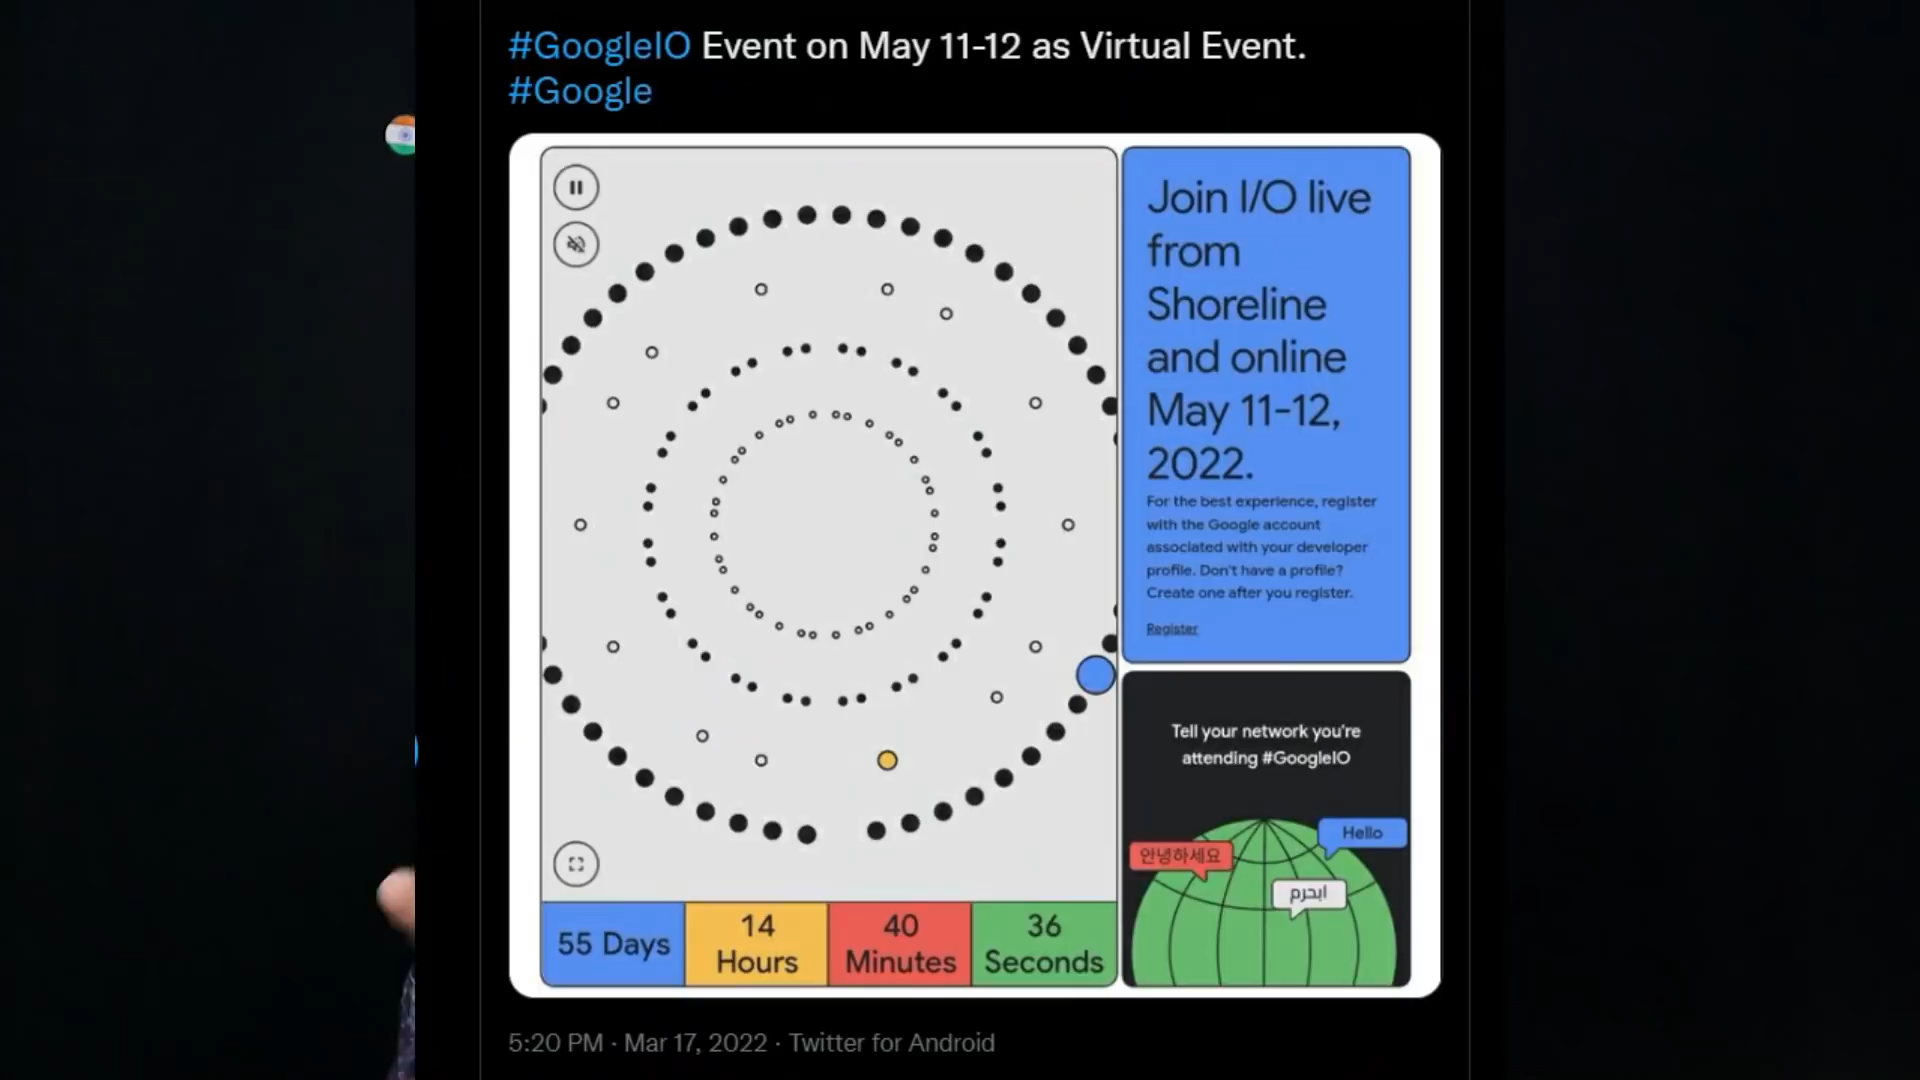 #GoogleIO Event on May 11-12 as Virtual Event.
#Google
Join I/O live
from
Shoreline
and online
May 11-12,
2022.
For the best experience, register
with the Google account
associated with your developer
profile. Don't have a profile?
Create one after you register.
Register
Tell your network you're
attending #GoogleIO
Hello
안녕하세요
ابحرم
55 Days
14
Hours
40
Minutes
36
Seconds
5:20 PM · Mar 17, 2022 · Twitter for Android